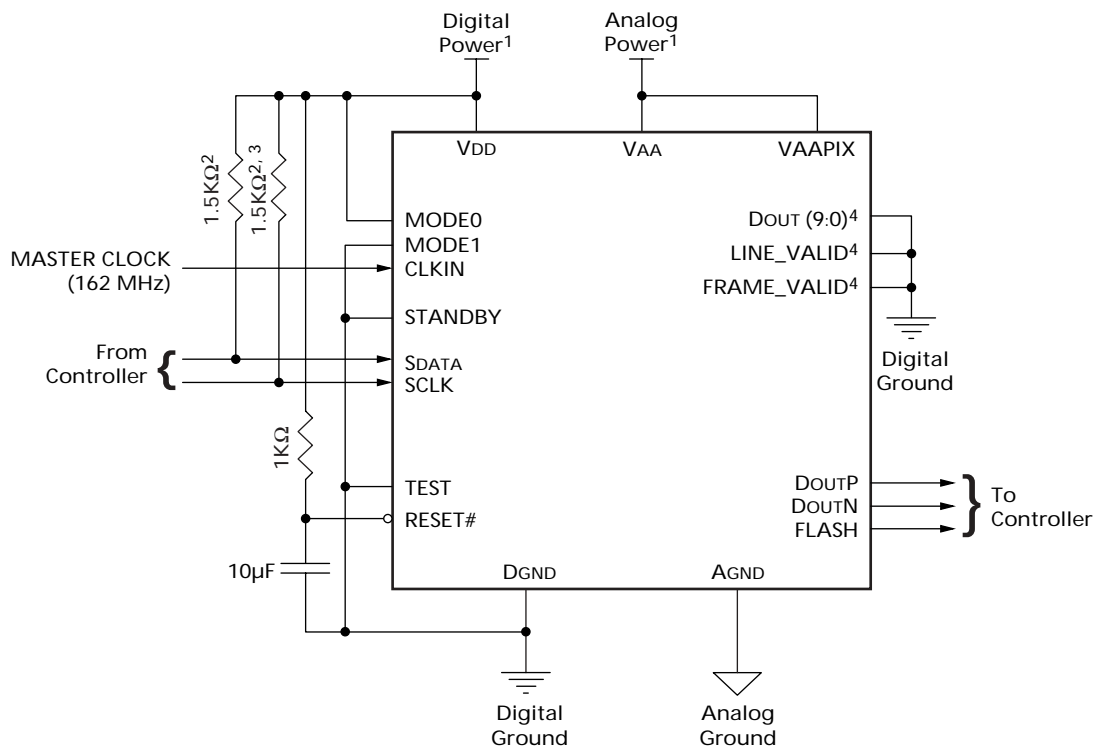 Digital
Power¹
Analog
Power¹
VDD
VAA
VAAPIX
1.5KΩ²
1.5KΩ²,³
MODE0
MODE1
MASTER CLOCK
(162 MHz)
CLKIN
STANDBY
From
Controller
{
SDATA
SCLK
1KΩ
TEST
RESET#
10µF
DGND
AGND
DOUT (9:0)⁴
LINE_VALID⁴
FRAME_VALID⁴
Digital
Ground
DOUTP
DOUTN
FLASH
}
To
Controller
Digital
Ground
Analog
Ground